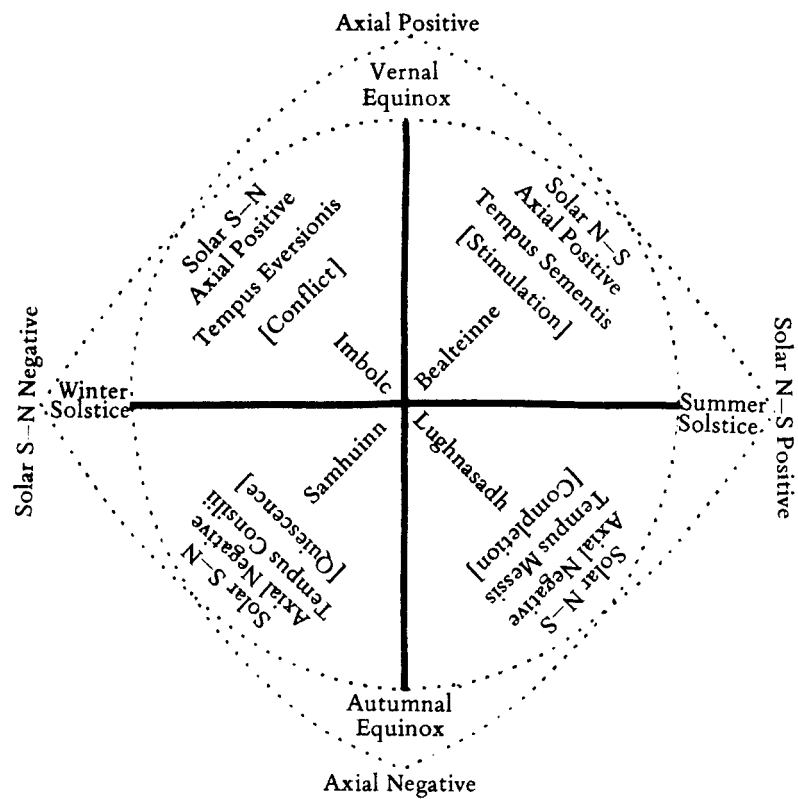 Axial Positive
Vernal
Equinox
Solar S–N
Axial Positive
Tempus Eversionis
[Conflict]
Imbolc
Solar N–S
Axial Positive
Tempus Sementis
[Stimulation]
Bealteinne
Solar S–N Negative
Winter
Solstice
Summer
Solstice
Solar N–S Positive
Samhuinn
[Quiescence]
Tempus Consilii
Axial Negative
Solar S–N
Lughnasadh
[Completion]
Tempus Messis
Axial Negative
Solar N–S
Autumnal
Equinox
Axial Negative